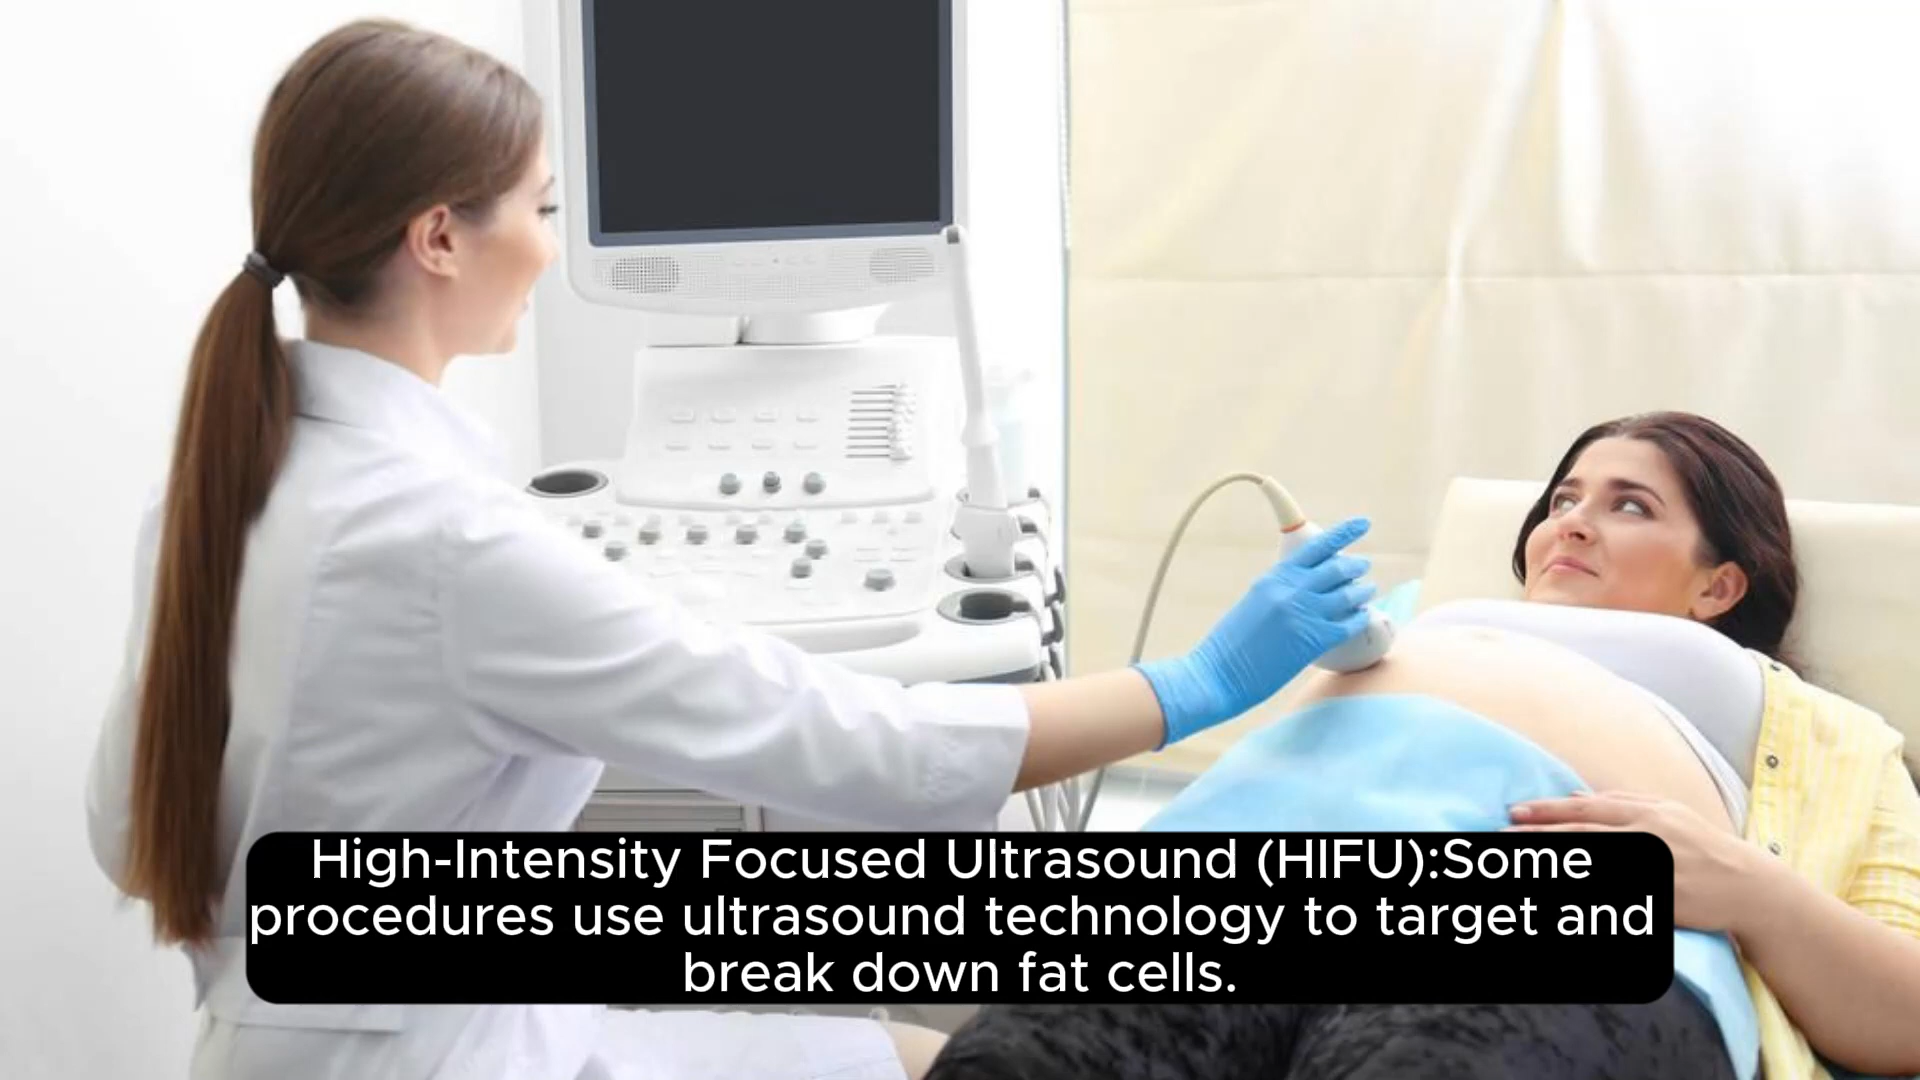 High-Intensity Focused Ultrasound (HIFU):Some
procedures use ultrasound technology to target and
break down fat cells.